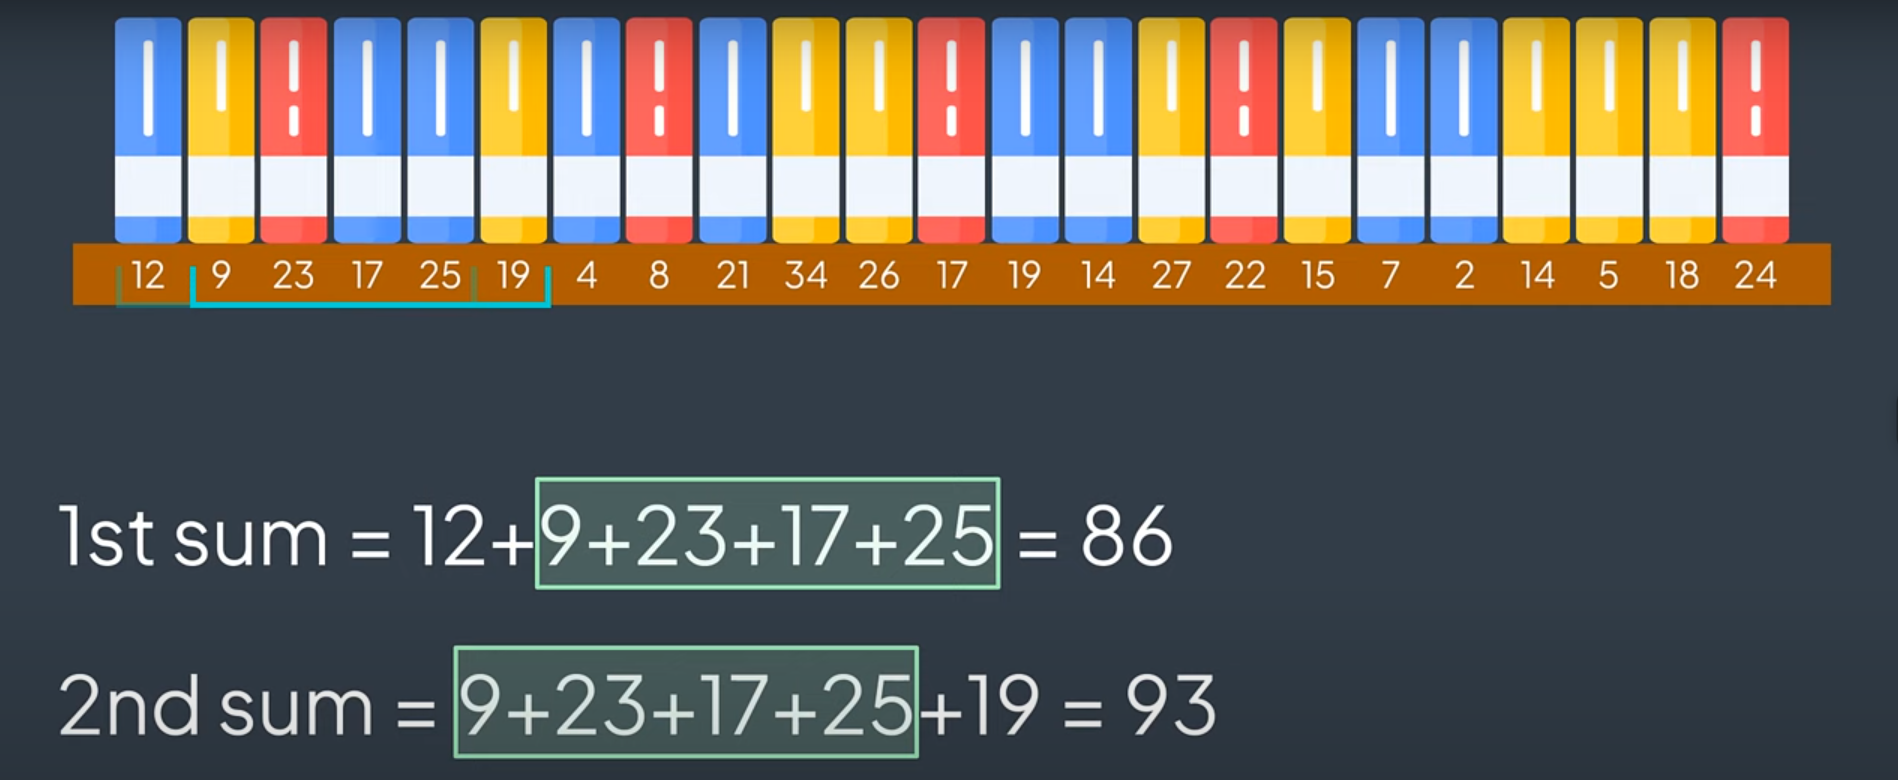 12 9 23 17 25 19 4 8 21 34 26 17 19 14 27 22 15 7 2 14 5 18 24
1st sum = 12+9+23+17+25 = 86
2nd sum = 9+23+17+25+19 = 93